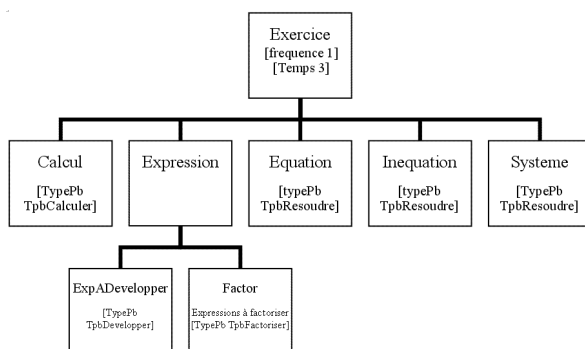 Exercice
[frequence 1]
[Temps 3]
Calcul
[TypePb
TpbCalculer]
Expression
Equation
[typePb
TpbResoudre]
Inequation
[typePb
TpbResoudre]
Systeme
[TypePb
TpbResoudre]
ExpADevelopper
[TypePb
TpbDevelopper]
Factor
Expressions à factoriser
[TypePb TpbFactoriser]